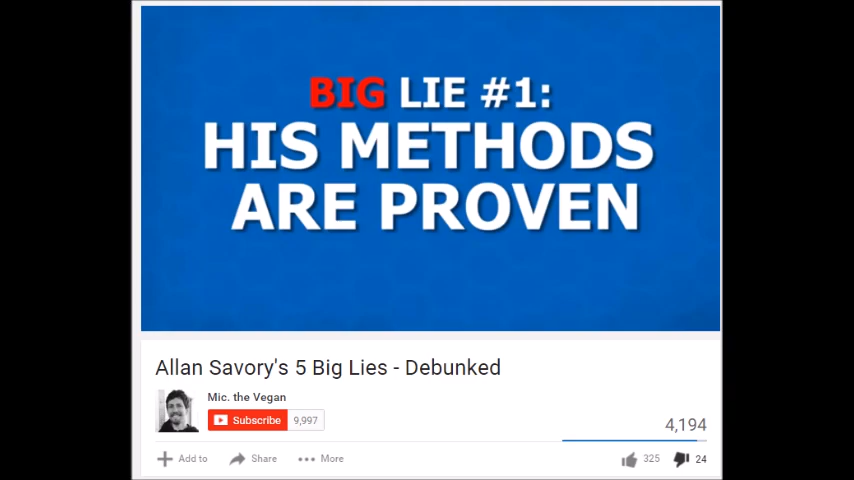 BIG LIE #1:
HIS METHODS
ARE PROVEN
Allan Savory's 5 Big Lies - Debunked
Mic. the Vegan
Subscribe 9,997
4,194
Add to Share More 325 24